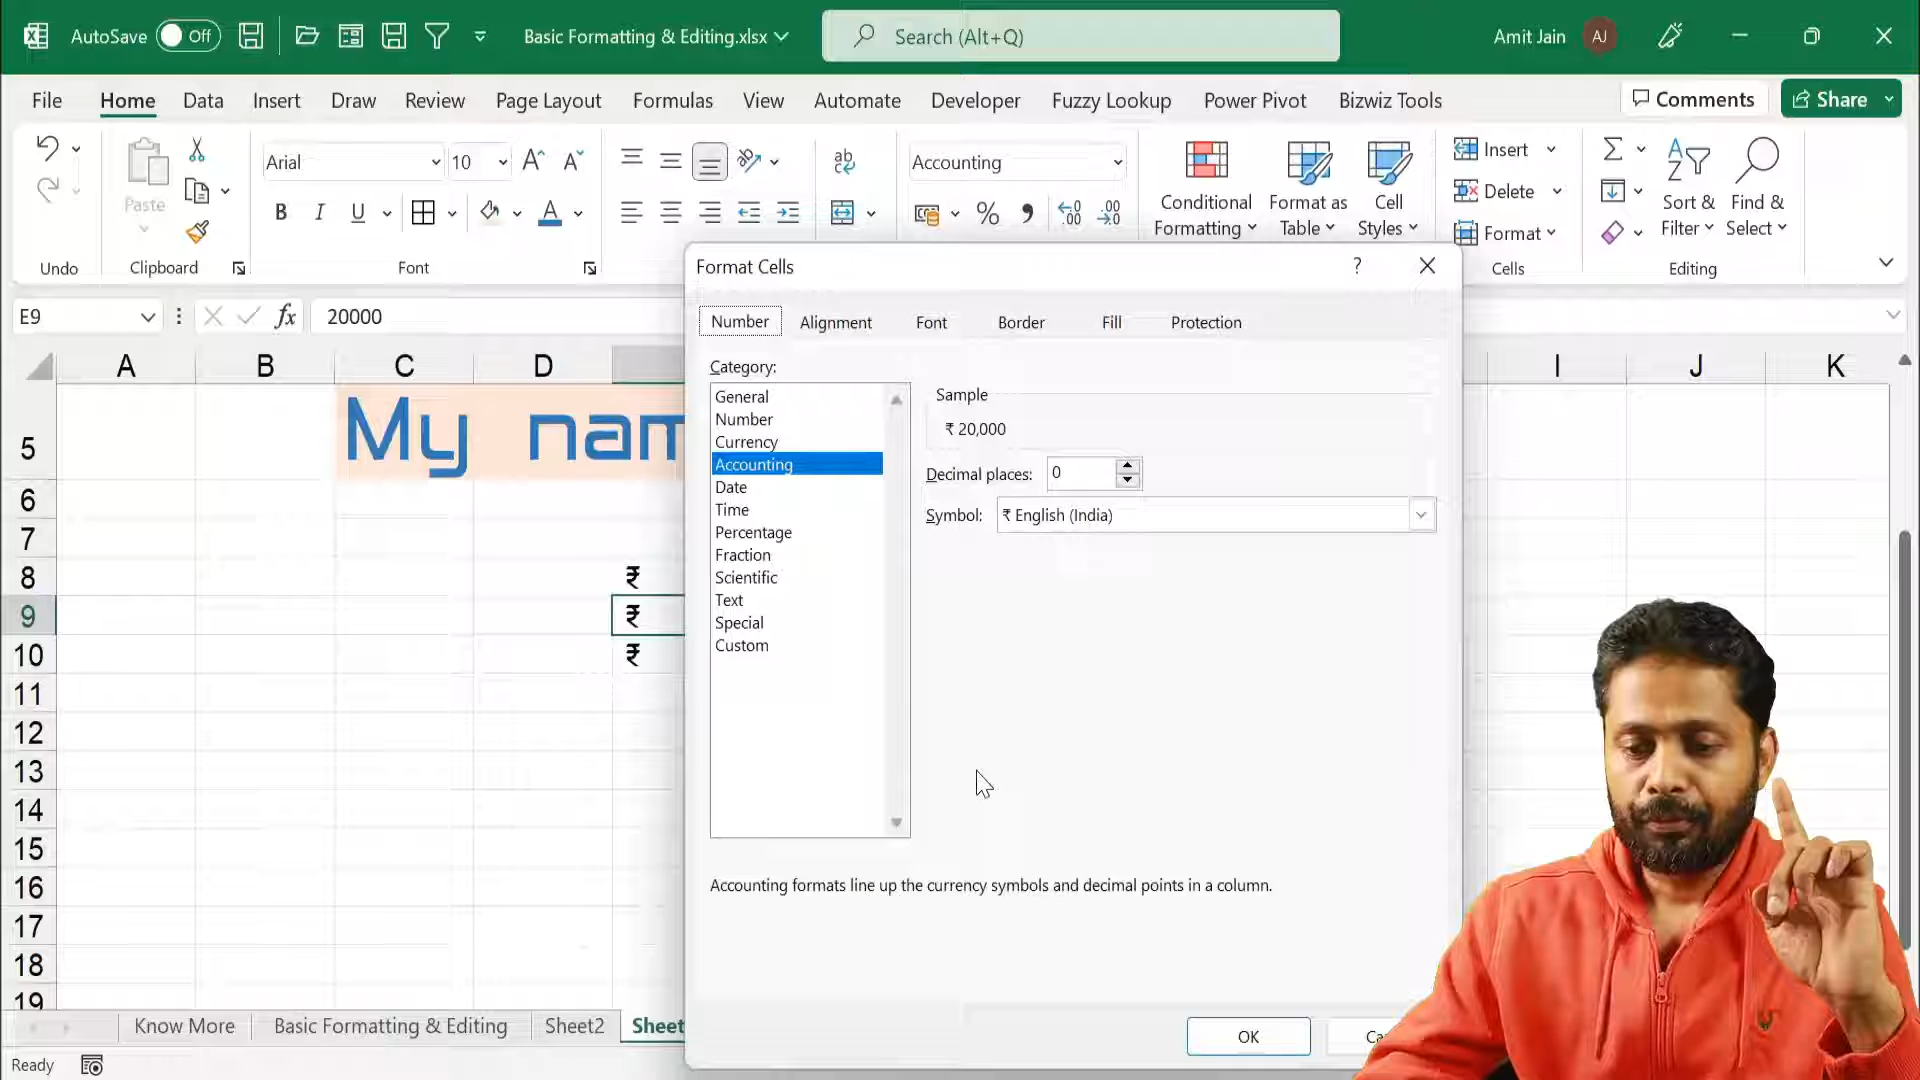 AutoSave Off Basic Formatting & Editing.xlsx Search (Alt+Q) Amit Jain AJ
File Home Data Insert Draw Review Page Layout Formulas View Automate Developer Fuzzy Lookup Power Pivot Bizwiz Tools Comments Share
Paste
Undo
Clipboard
Arial 10
B I U A
Font
ab
Accounting
% ,
Conditional Formatting
Format as Table
Cell Styles
Insert
Delete
Format
Cells
Sort & Filter
Find & Select
Editing
E9 fx 20000
A B C D I J K
5 My nam
6
7
8 ₹
9 ₹
10 ₹
11
12
13
14
15
16
17
18
19
Format Cells ?
Number Alignment Font Border Fill Protection
Category:
General
Number
Currency
Accounting
Date
Time
Percentage
Fraction
Scientific
Text
Special
Custom
Sample
₹ 20,000
Decimal places: 0
Symbol: ₹ English (India)
Accounting formats line up the currency symbols and decimal points in a column.
OK Ca
Know More Basic Formatting & Editing Sheet2 Sheet
Ready